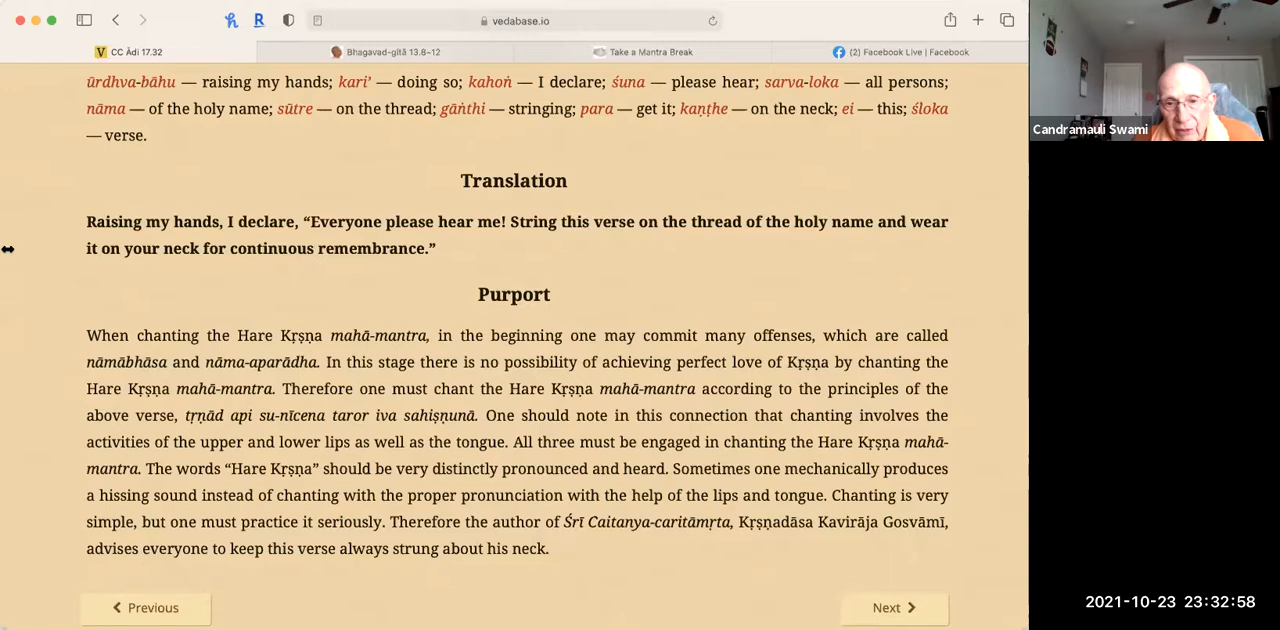 vedabase.io
CC Ādi 17.32
Bhagavad-gītā 13.8–12
Take a Mantra Break
(2) Facebook Live | Facebook
ūrdhva-bāhu — raising my hands; kari’ — doing so; kahoṅ — I declare; śuna — please hear; sarva-loka — all persons;
nāma — of the holy name; sūtre — on the thread; gāṅthi — stringing; para — get it; kaṇṭhe — on the neck; ei — this; śloka
— verse.
Translation
Raising my hands, I declare, “Everyone please hear me! String this verse on the thread of the holy name and wear
it on your neck for continuous remembrance.”
Purport
When chanting the Hare Kṛṣṇa mahā-mantra, in the beginning one may commit many offenses, which are called
nāmābhāsa and nāma-aparādha. In this stage there is no possibility of achieving perfect love of Kṛṣṇa by chanting the
Hare Kṛṣṇa mahā-mantra. Therefore one must chant the Hare Kṛṣṇa mahā-mantra according to the principles of the
above verse, tṛṇād api su-nīcena taror iva sahiṣṇunā. One should note in this connection that chanting involves the
activities of the upper and lower lips as well as the tongue. All three must be engaged in chanting the Hare Kṛṣṇa mahā-
mantra. The words “Hare Kṛṣṇa” should be very distinctly pronounced and heard. Sometimes one mechanically produces
a hissing sound instead of chanting with the proper pronunciation with the help of the lips and tongue. Chanting is very
simple, but one must practice it seriously. Therefore the author of Śrī Caitanya-caritāmṛta, Kṛṣṇadāsa Kavirāja Gosvāmī,
advises everyone to keep this verse always strung about his neck.
Previous
Next
Candramauli Swami
2021-10-23 23:32:58